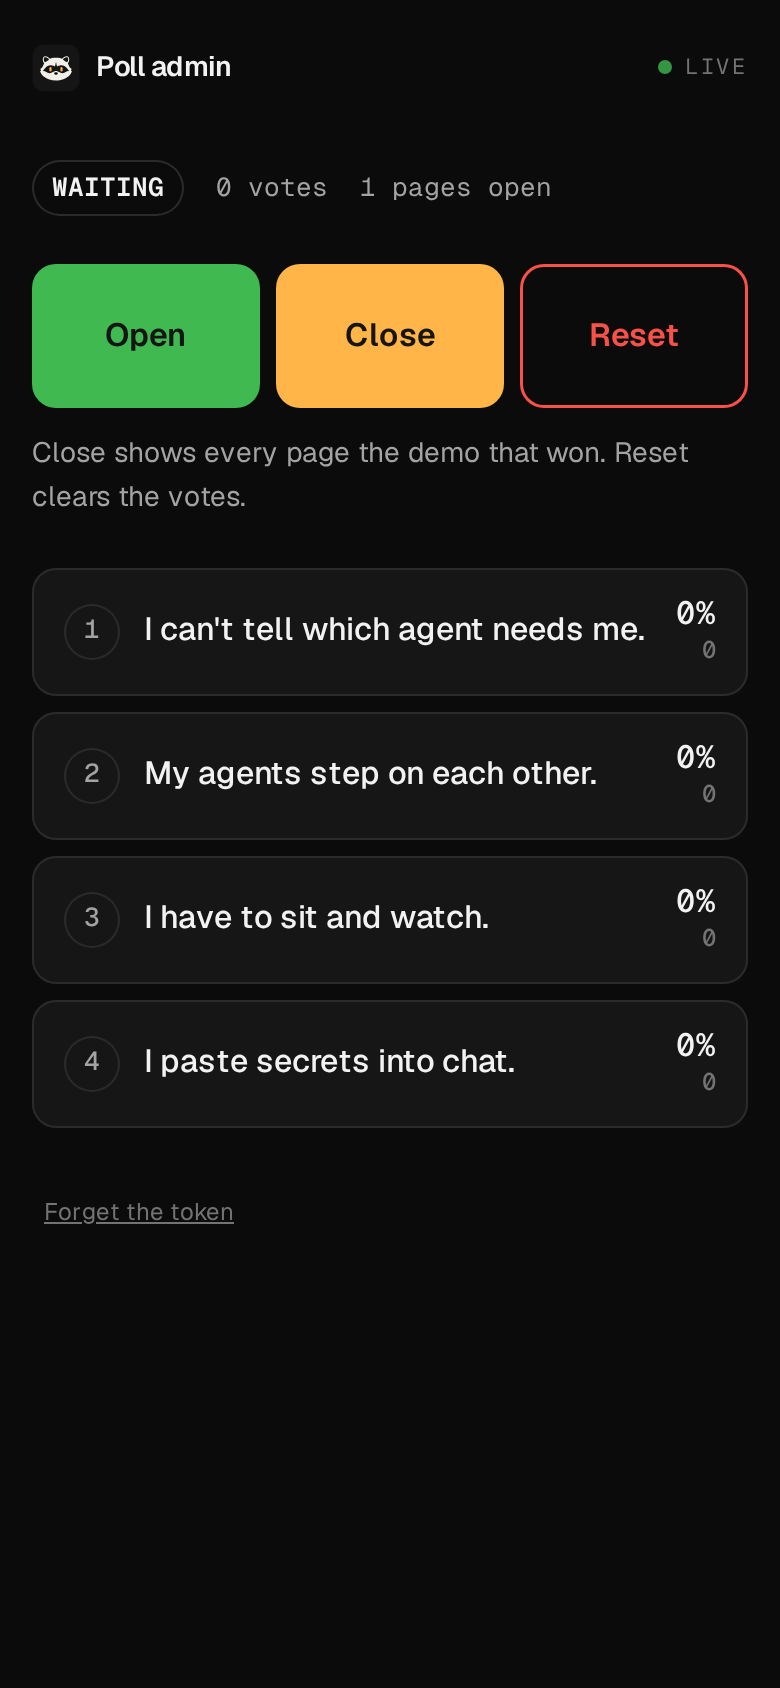 Poll admin
LIVE
WAITING 0 votes 1 pages open
Open Close Reset
Close shows every page the demo that won. Reset
clears the votes.
1 I can't tell which agent needs me. 0%
0
2 My agents step on each other. 0%
0
3 I have to sit and watch. 0%
0
4 I paste secrets into chat. 0%
0
Forget the token